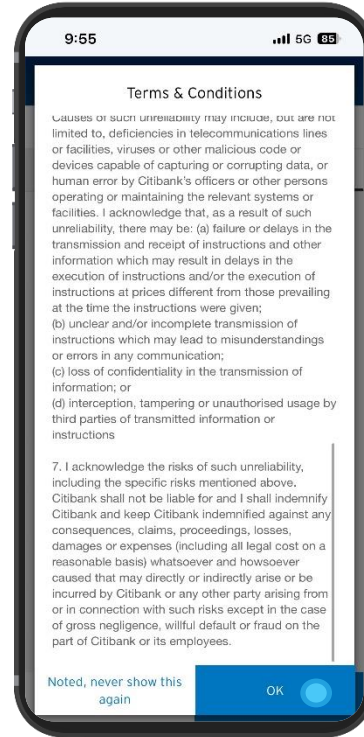 9:55
5G 85
Terms & Conditions
Causes of such unreliability may include, but are not
limited to, deficiencies in telecommunications lines
or facilities, viruses or other malicious code or
devices capable of capturing or corrupting data, or
human error by Citibank's officers or other persons
operating or maintaining the relevant systems or
facilities. I acknowledge that, as a result of such
unreliability, there may be: (a) failure or delays in the
transmission and receipt of instructions and other
information which may result in delays in the
execution of instructions and/or the execution of
instructions at prices different from those prevailing
at the time the instructions were given;
(b) unclear and/or incomplete transmission of
instructions which may lead to misunderstandings
or errors in any communication;
(c) loss of confidentiality in the transmission of
information; or
(d) interception, tampering or unauthorised usage by
third parties of transmitted information or
instructions
7. I acknowledge the risks of such unreliability,
including the specific risks mentioned above.
Citibank shall not be liable for and I shall indemnify
Citibank and keep Citibank indemnified against any
consequences, claims, proceedings, losses,
damages or expenses (including all legal cost on a
reasonable basis) whatsoever and howsoever
caused that may directly or indirectly arise or be
incurred by Citibank or any other party arising from
or in connection with such risks except in the case
of gross negligence, willful default or fraud on the
part of Citibank or its employees.
Noted, never show this
again
OK